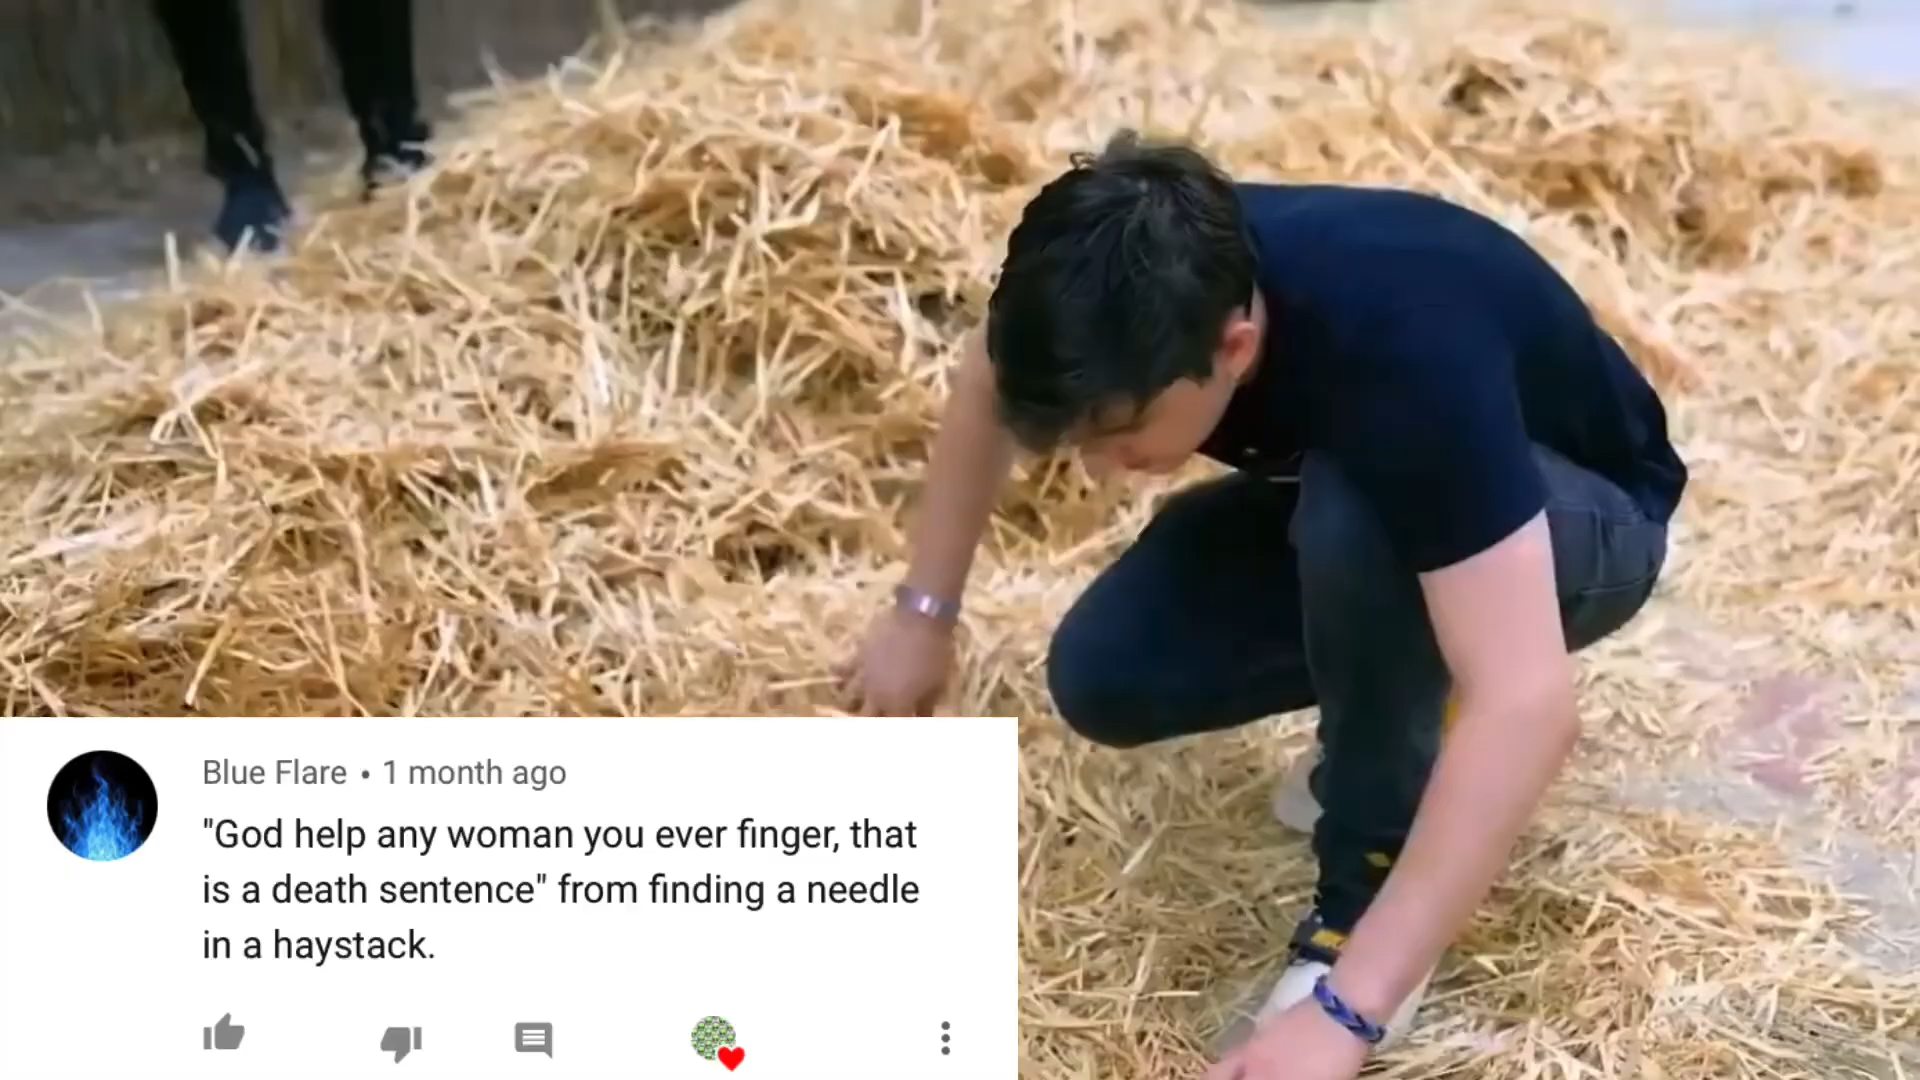 Blue Flare • 1 month ago
"God help any woman you ever finger, that
is a death sentence" from finding a needle
in a haystack.